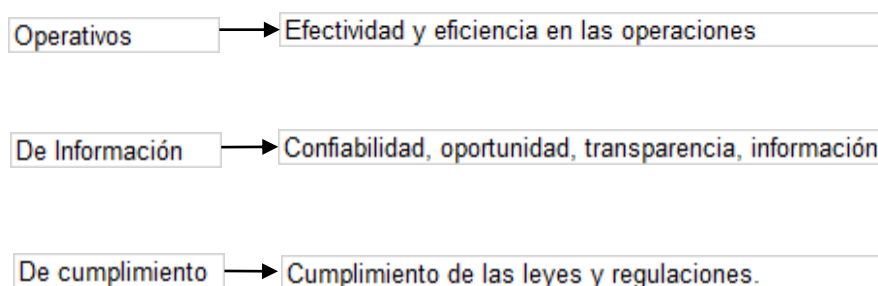 Operativos
Efectividad y eficiencia en las operaciones
De Información
Confiabilidad, oportunidad, transparencia, información
De cumplimiento
Cumplimiento de las leyes y regulaciones.